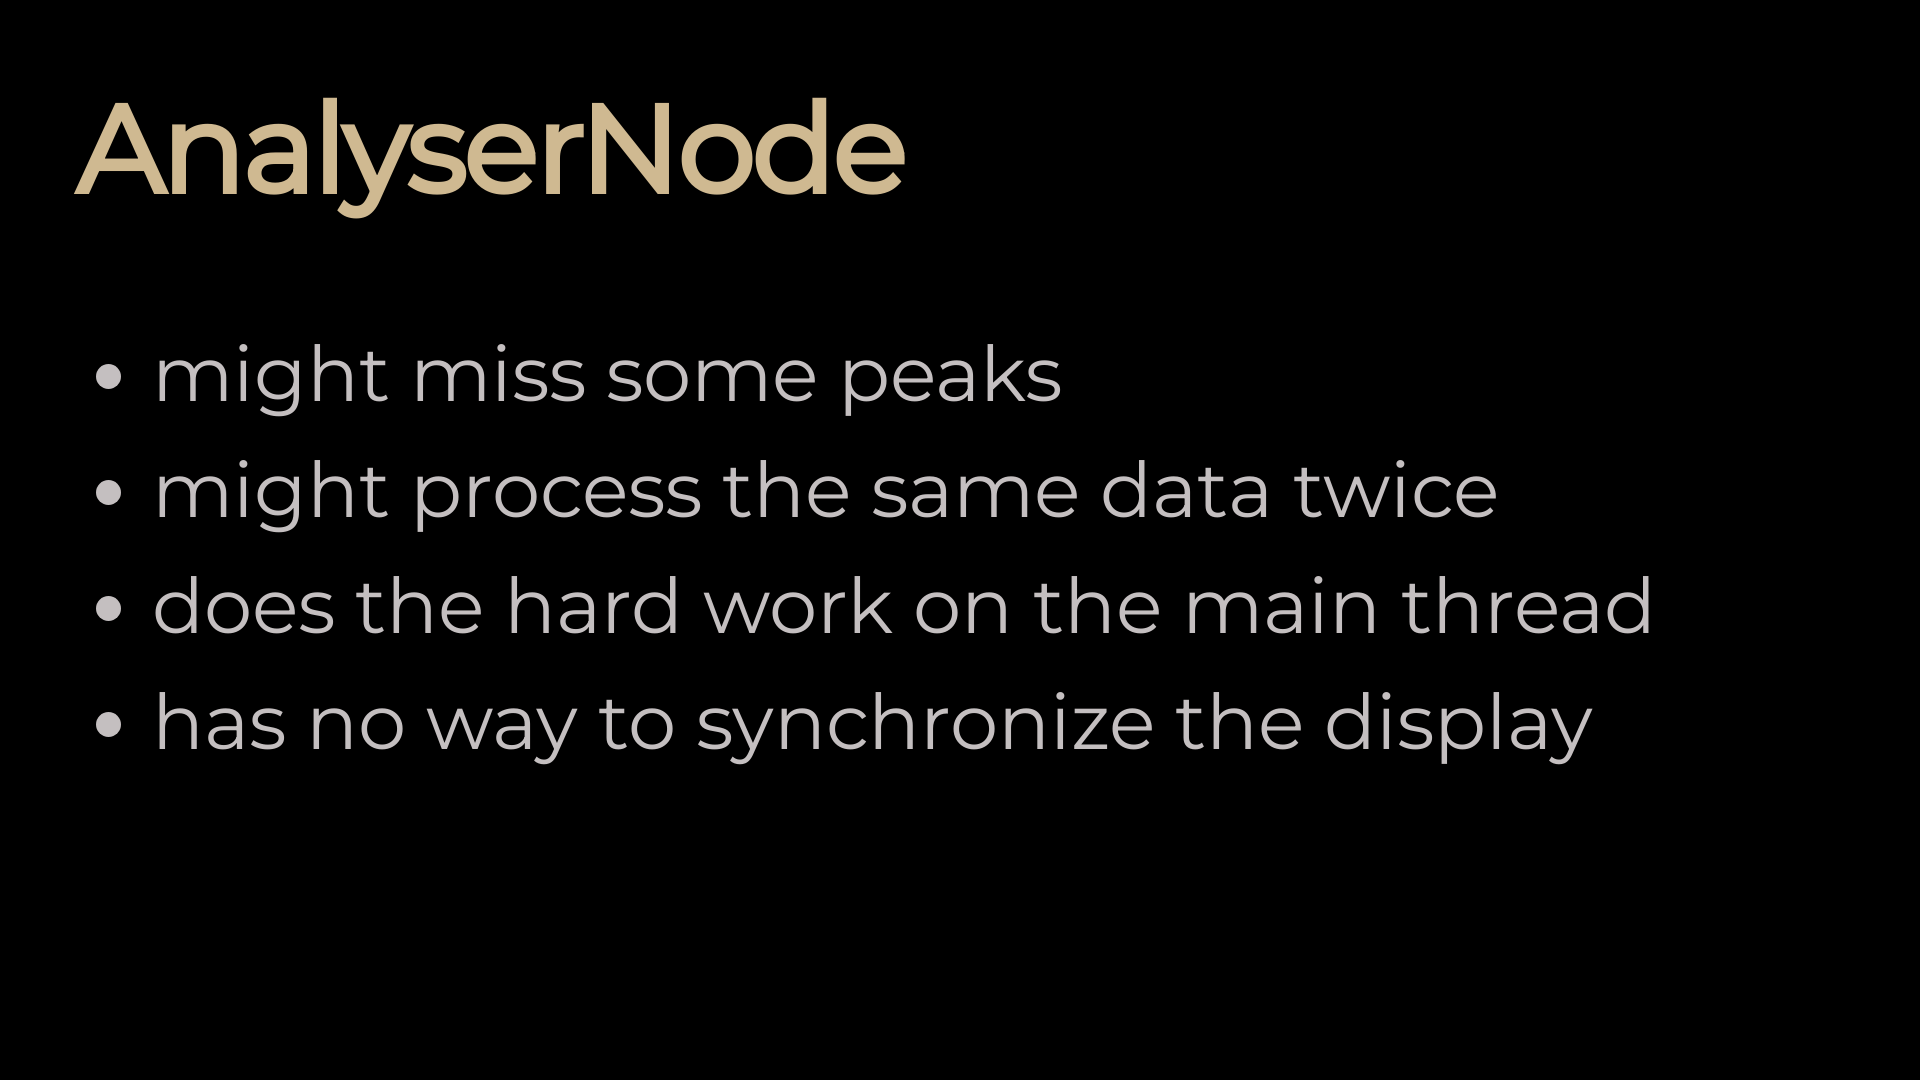 AnalyserNode
• might miss some peaks
• might process the same data twice
• does the hard work on the main thread
• has no way to synchronize the display